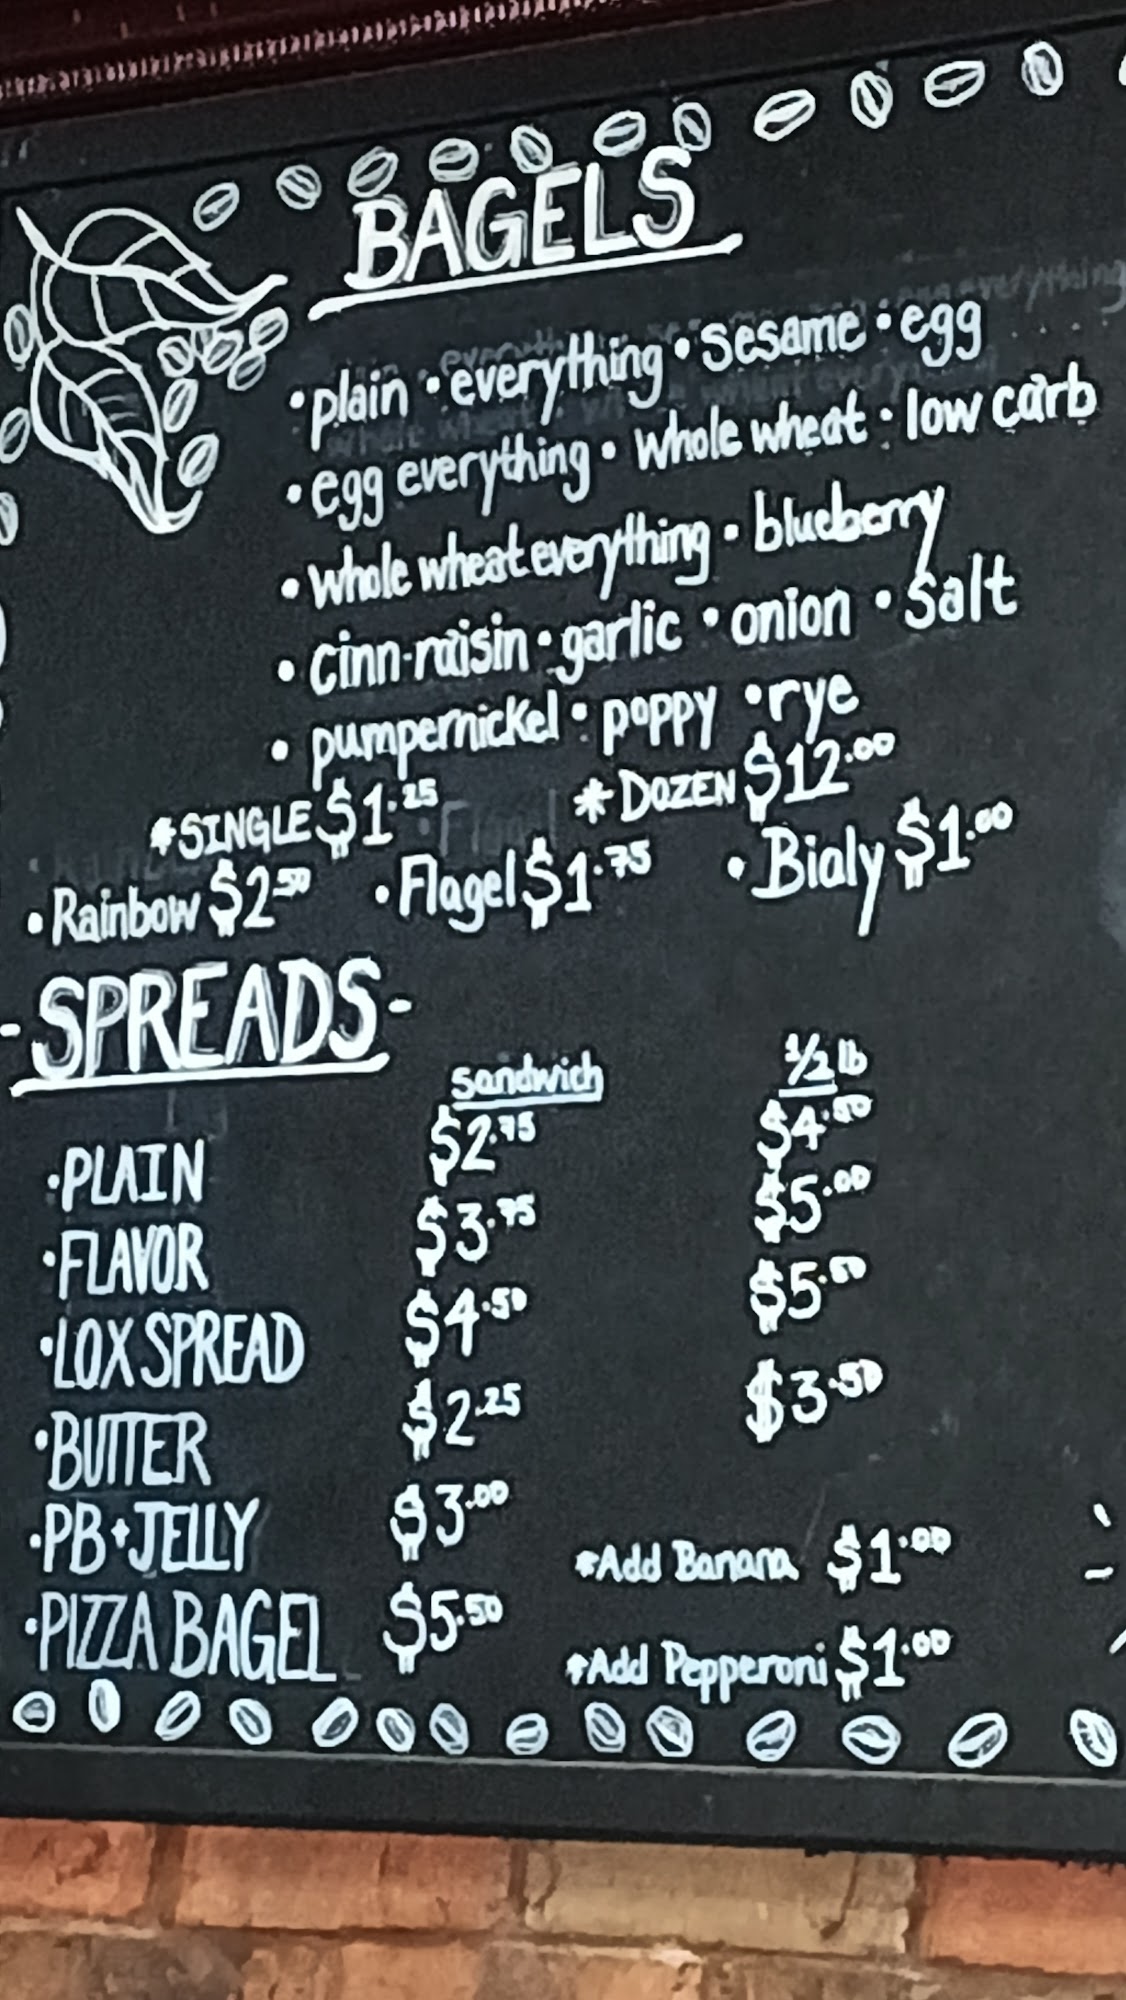 BAGELS
•plain •everything •sesame •egg
•egg everything •whole wheat •low carb
•whole wheat everything •blueberry
•cinn-raisin •garlic •onion •salt
•pumpernickel •poppy •rye
*SINGLE $1.25 *DOZEN $12.00
•Rainbow $2.50 •Flagel $1.75 •Bialy $1.00
-SPREADS-
sandwich 1/2 lb
•PLAIN $2.75 $4.50
•FLAVOR $3.75 $5.00
•LOX SPREAD $4.50 $5.50
•BUTTER $2.25 $3.50
•PB+JELLY $3.00 *Add Banana $1.00
•PIZZA BAGEL $5.50 *Add Pepperoni $1.00